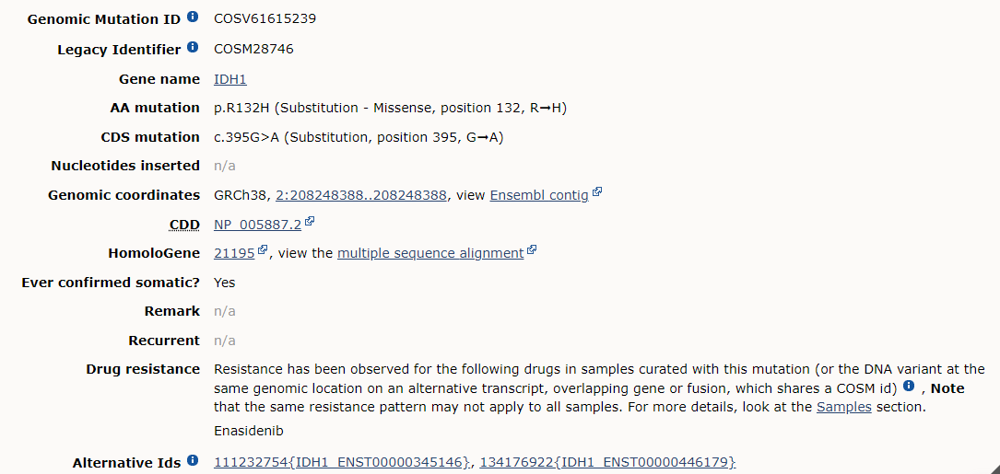 Genomic Mutation ID COSV61615239
Legacy Identifier COSM28746
Gene name IDH1
AA mutation p.R132H (Substitution - Missense, position 132, R➞H)
CDS mutation c.395G>A (Substitution, position 395, G➞A)
Nucleotides inserted n/a
Genomic coordinates GRCh38, 2:208248388..208248388, view Ensembl contig
CDD NP_005887.2
HomoloGene 21195 , view the multiple sequence alignment
Ever confirmed somatic? Yes
Remark n/a
Recurrent n/a
Drug resistance Resistance has been observed for the following drugs in samples curated with this mutation (or the DNA variant at the
same genomic location on an alternative transcript, overlapping gene or fusion, which shares a COSM id) , Note
that the same resistance pattern may not apply to all samples. For more details, look at the Samples section.
Enasidenib
Alternative Ids 111232754{IDH1_ENST00000345146}, 134176922{IDH1_ENST00000446179}